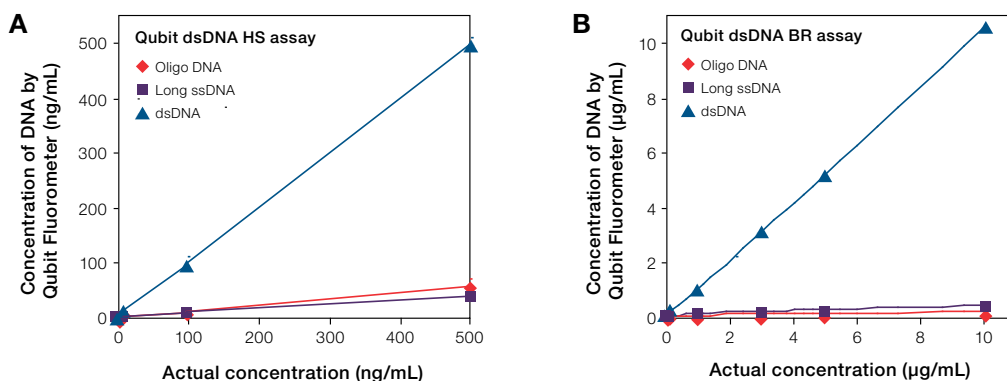 A
Qubit dsDNA HS assay
Oligo DNA
Long ssDNA
dsDNA
Concentration of DNA by
Qubit Fluorometer (ng/mL)
500
400
300
200
100
0
0 100 200 300 400 500
Actual concentration (ng/mL)
B
Qubit dsDNA BR assay
Oligo DNA
Long ssDNA
dsDNA
Concentration of DNA by
Qubit Fluorometer (µg/mL)
10
8
6
4
2
0
0 2 4 6 8 10
Actual concentration (µg/mL)